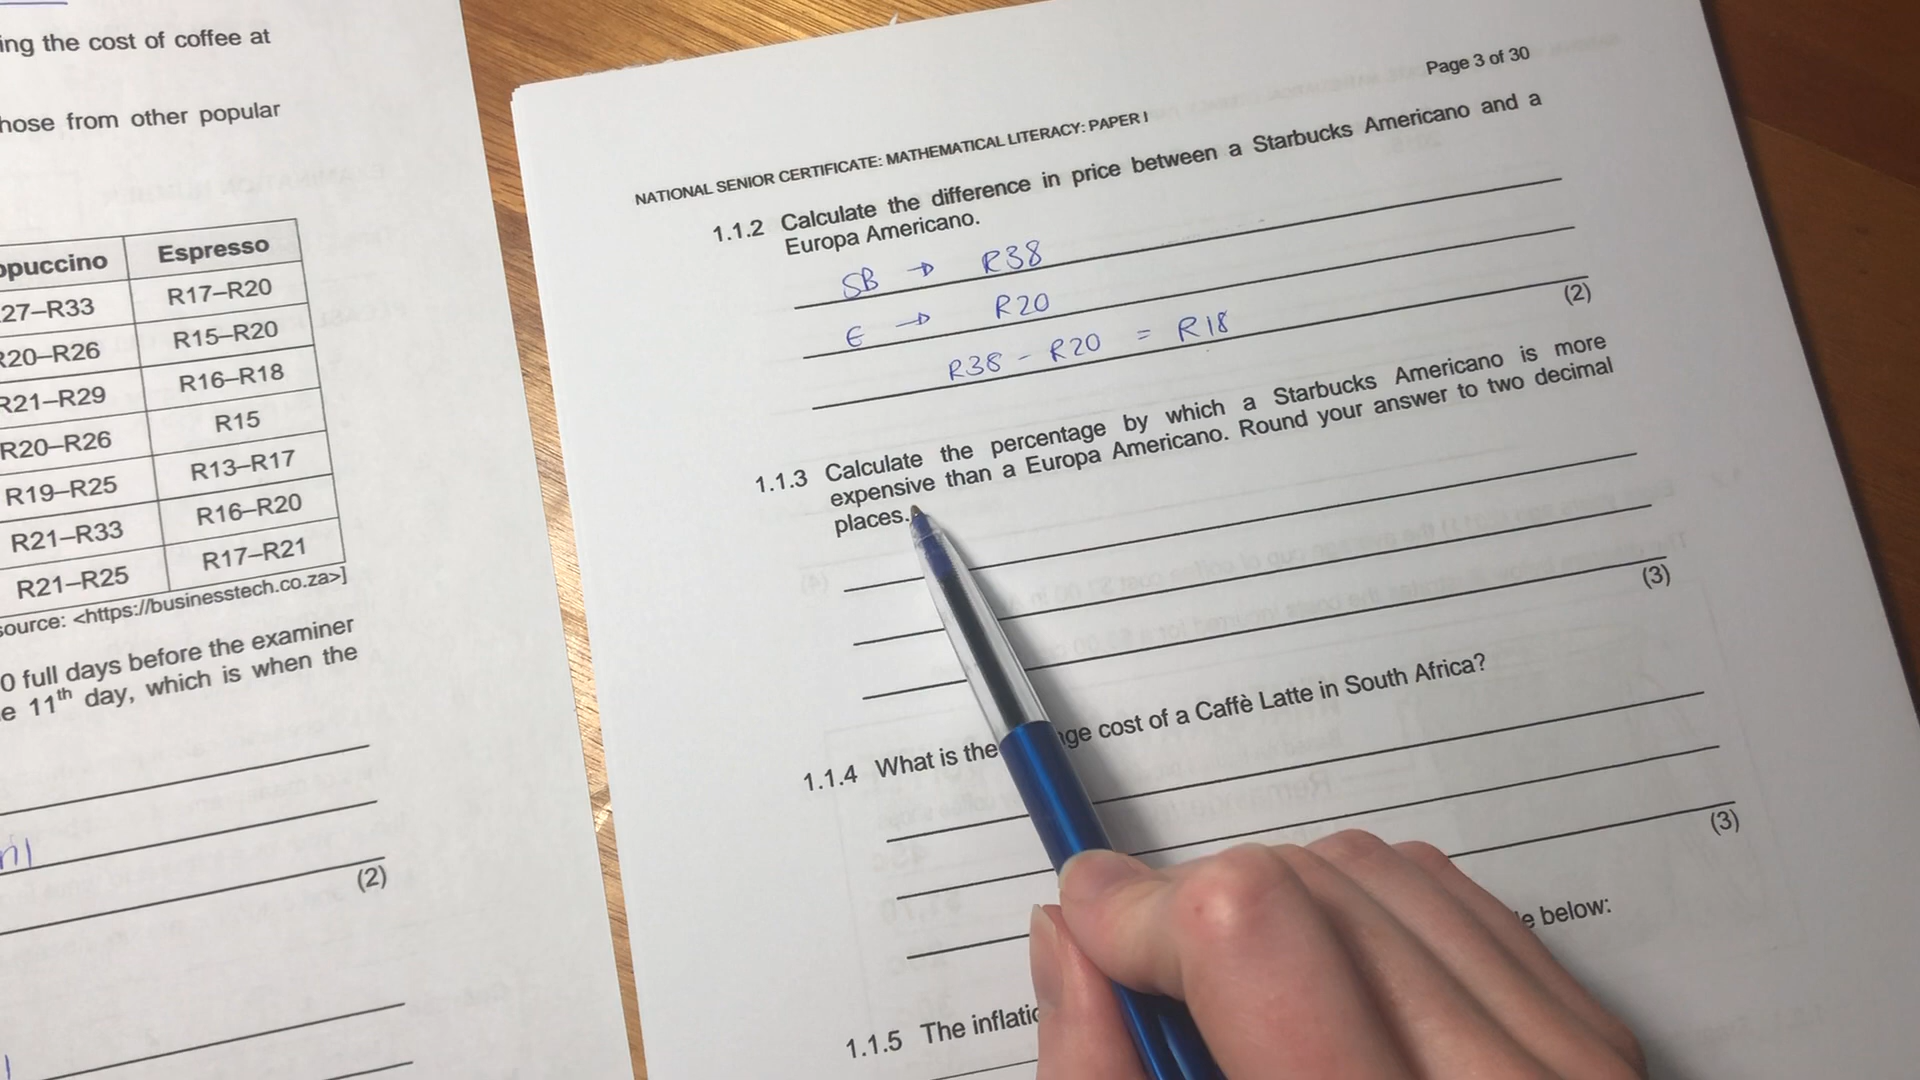 ing the cost of coffee at
hose from other popular
ppuccino Espresso
27–R33 R17–R20
R20–R26 R15–R20
R21–R29 R16–R18
R20–R26 R15
R19–R25 R13–R17
R21–R33 R16–R20
R21–R25 R17–R21
source: <https://businesstech.co.za>]
0 full days before the examiner
e 11th day, which is when the
(2)
Page 3 of 30
NATIONAL SENIOR CERTIFICATE: MATHEMATICAL LITERACY: PAPER I
1.1.2 Calculate the difference in price between a Starbucks Americano and a
Europa Americano.
SB → R38
E → R20
R38 – R20 = R18
(2)
1.1.3 Calculate the percentage by which a Starbucks Americano is more
expensive than a Europa Americano. Round your answer to two decimal
places.
(3)
1.1.4 What is the ge cost of a Caffè Latte in South Africa?
(3)
e below:
1.1.5 The inflatio